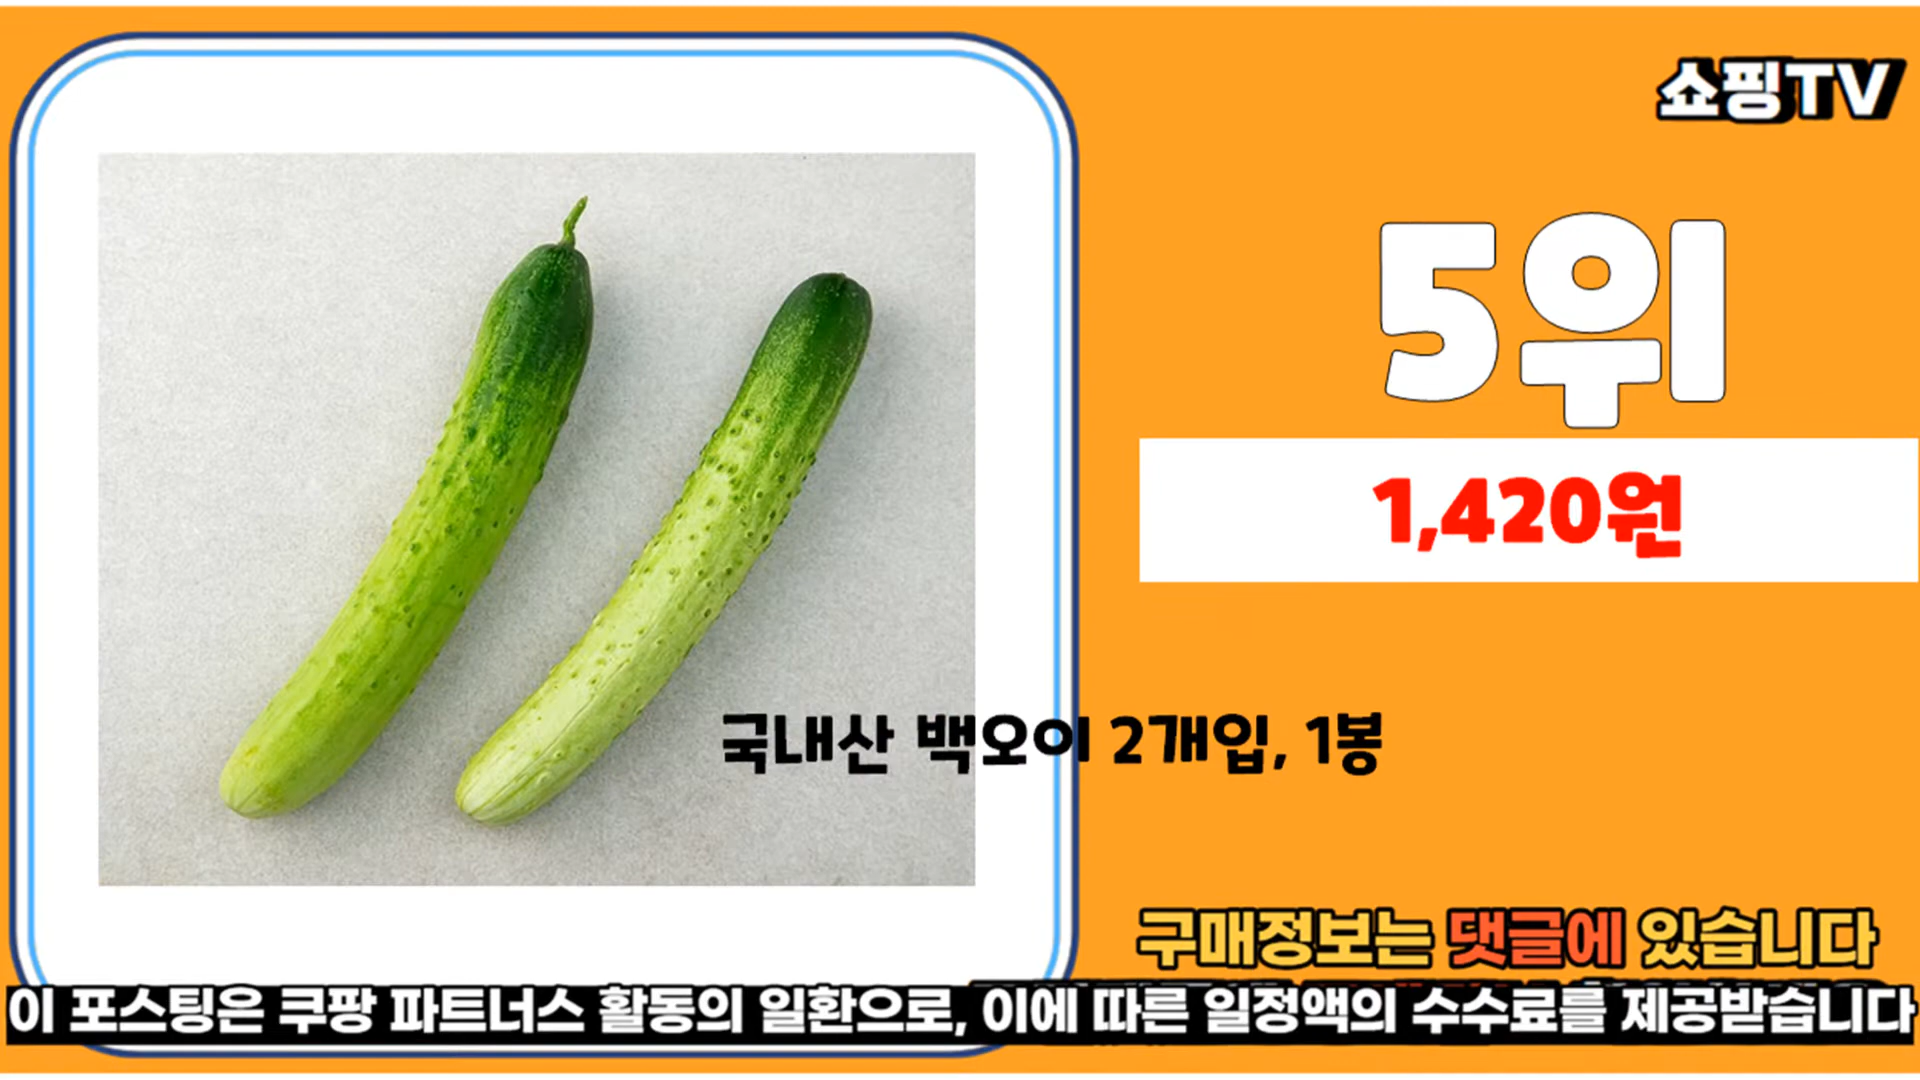 쇼핑TV
5위
1,420원
국내산 백오이 2개입, 1봉
구매정보는 댓글에 있습니다
이 포스팅은 쿠팡 파트너스 활동의 일환으로, 이에 따른 일정액의 수수료를 제공받습니다